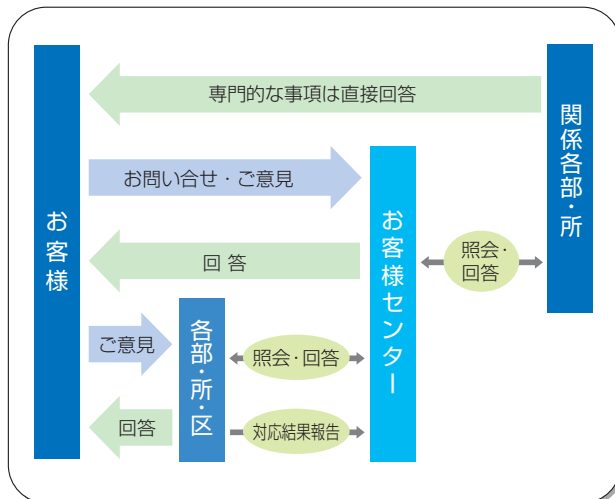 専門的な事項は直接回答
お問い合せ・ご意見
回 答
ご意見
回答
お客様
各部・所・区
お客様センター
関係各部・所
照会・
回答
照会・回答
対応結果報告